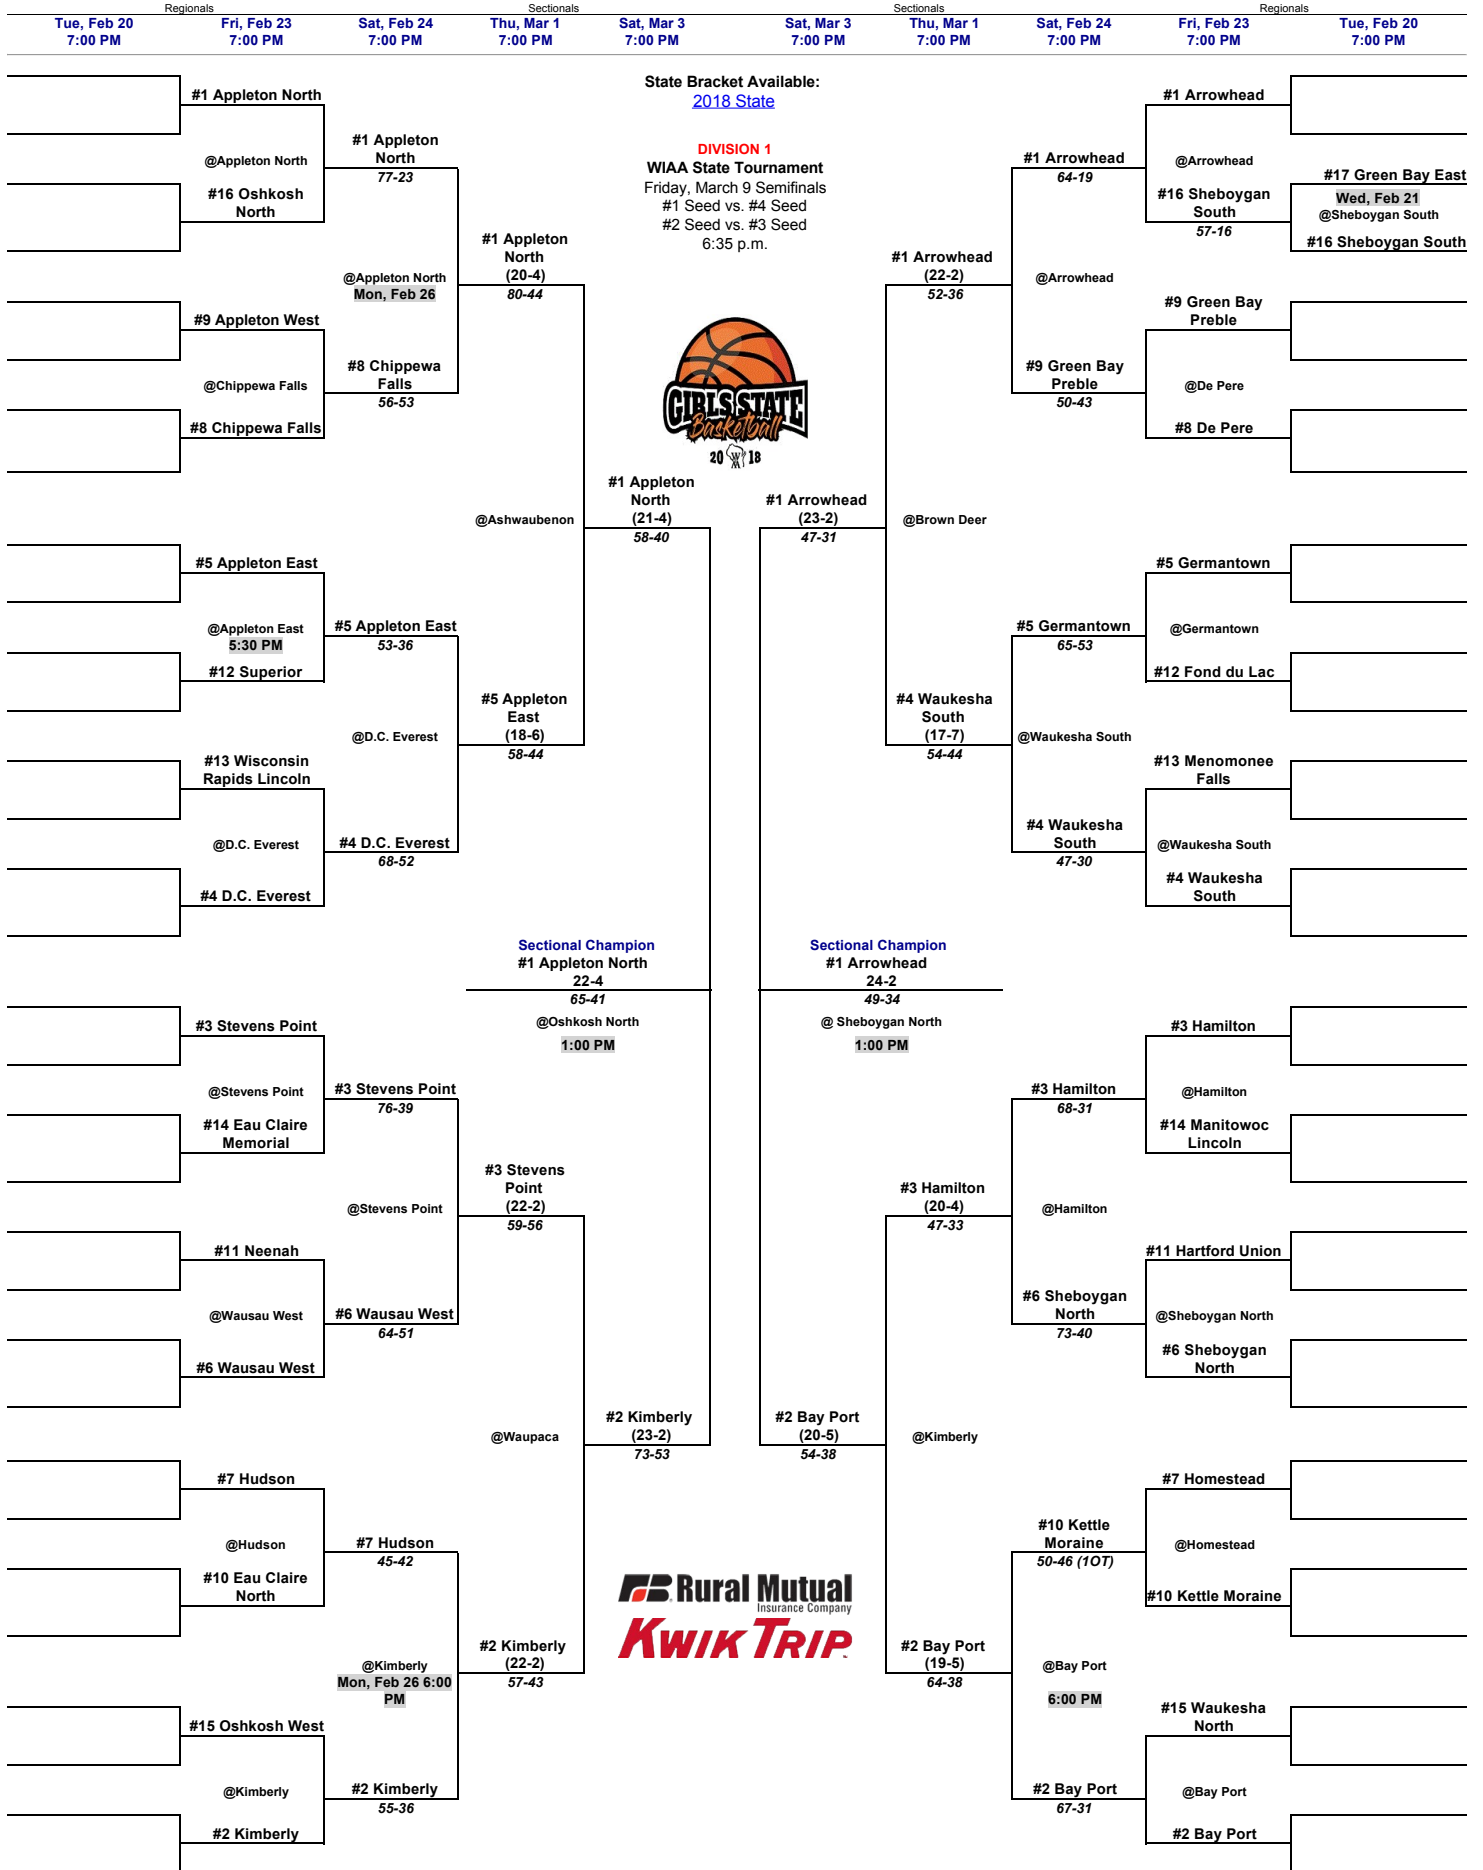 Regionals
Sectionals
Sectionals
Regionals
Tue, Feb 20
7:00 PM
Fri, Feb 23
7:00 PM
Sat, Feb 24
7:00 PM
Thu, Mar 1
7:00 PM
Sat, Mar 3
7:00 PM
Sat, Mar 3
7:00 PM
Thu, Mar 1
7:00 PM
Sat, Feb 24
7:00 PM
Fri, Feb 23
7:00 PM
Tue, Feb 20
7:00 PM
#1 Appleton North
@Appleton North
#16 Oshkosh
North
#9 Appleton West
@Chippewa Falls
#8 Chippewa Falls
#5 Appleton East
@Appleton East
5:30 PM
#12 Superior
#13 Wisconsin
Rapids Lincoln
@D.C. Everest
#4 D.C. Everest
#3 Stevens Point
@Stevens Point
#14 Eau Claire
Memorial
#11 Neenah
@Wausau West
#6 Wausau West
#7 Hudson
@Hudson
#10 Eau Claire
North
#15 Oshkosh West
@Kimberly
#2 Kimberly
#1 Appleton
North
77-23
@Appleton North
Mon, Feb 26
#8 Chippewa
Falls
56-53
#5 Appleton East
53-36
@D.C. Everest
#4 D.C. Everest
68-52
#3 Stevens Point
76-39
@Stevens Point
#6 Wausau West
64-51
#7 Hudson
45-42
@Kimberly
Mon, Feb 26 6:00
PM
#2 Kimberly
55-36
#1 Appleton
North
(20-4)
80-44
@Ashwaubenon
#5 Appleton
East
(18-6)
58-44
#3 Stevens
Point
(22-2)
59-56
@Waupaca
#2 Kimberly
(22-2)
57-43
#1 Appleton
North
(21-4)
58-40
#2 Kimberly
(23-2)
73-53
Sectional Champion
#1 Appleton North
22-4
65-41
@Oshkosh North
1:00 PM
State Bracket Available:
2018 State
DIVISION 1
WIAA State Tournament
Friday, March 9 Semifinals
#1 Seed vs. #4 Seed
#2 Seed vs. #3 Seed
6:35 p.m.
GIRLS STATE
Basketball
20 18
Sectional Champion
#1 Arrowhead
24-2
49-34
@ Sheboygan North
1:00 PM
Rural Mutual
Insurance Company
KWIK TRIP
#1 Arrowhead
(23-2)
47-31
#2 Bay Port
(20-5)
54-38
#1 Arrowhead
(22-2)
52-36
@Brown Deer
#4 Waukesha
South
(17-7)
54-44
#3 Hamilton
(20-4)
47-33
@Kimberly
#2 Bay Port
(19-5)
64-38
#1 Arrowhead
64-19
@Arrowhead
#9 Green Bay
Preble
50-43
#5 Germantown
65-53
@Waukesha South
#4 Waukesha
South
47-30
#3 Hamilton
68-31
@Hamilton
#6 Sheboygan
North
73-40
#10 Kettle
Moraine
50-46 (1OT)
@Bay Port
6:00 PM
#2 Bay Port
67-31
#1 Arrowhead
@Arrowhead
#16 Sheboygan
South
57-16
#9 Green Bay
Preble
@De Pere
#8 De Pere
#5 Germantown
@Germantown
#12 Fond du Lac
#13 Menomonee
Falls
@Waukesha South
#4 Waukesha
South
#3 Hamilton
@Hamilton
#14 Manitowoc
Lincoln
#11 Hartford Union
@Sheboygan North
#6 Sheboygan
North
#7 Homestead
@Homestead
#10 Kettle Moraine
#15 Waukesha
North
@Bay Port
#2 Bay Port
#17 Green Bay East
Wed, Feb 21
@Sheboygan South
#16 Sheboygan South